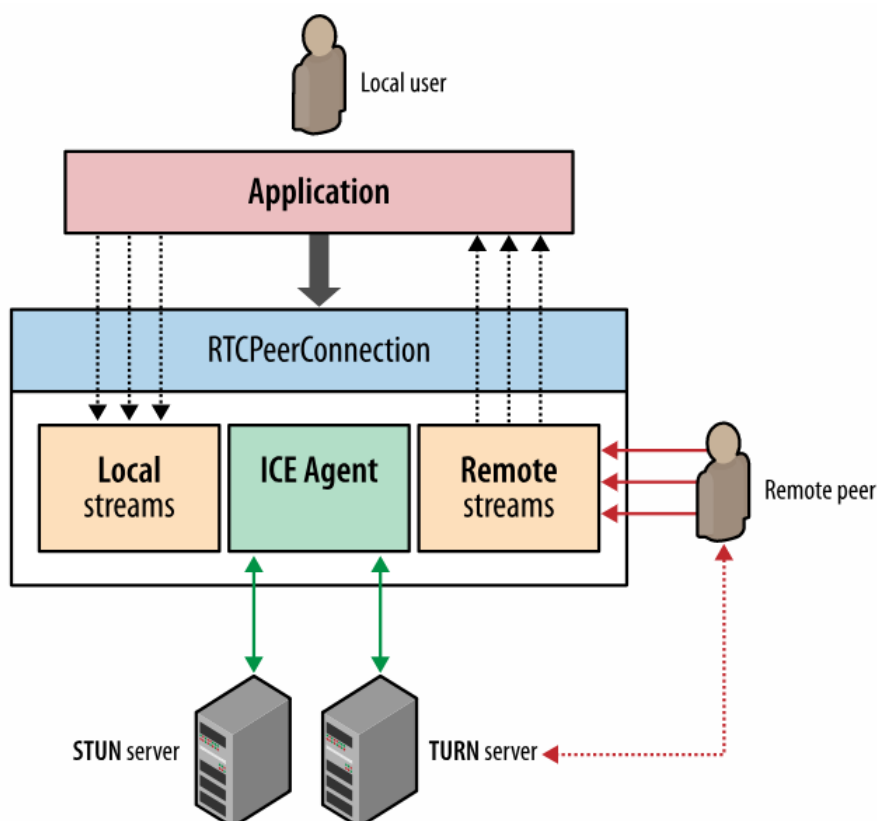 Local user
Application
RTCPeerConnection
Local
streams
ICE Agent
Remote
streams
Remote peer
STUN server
TURN server